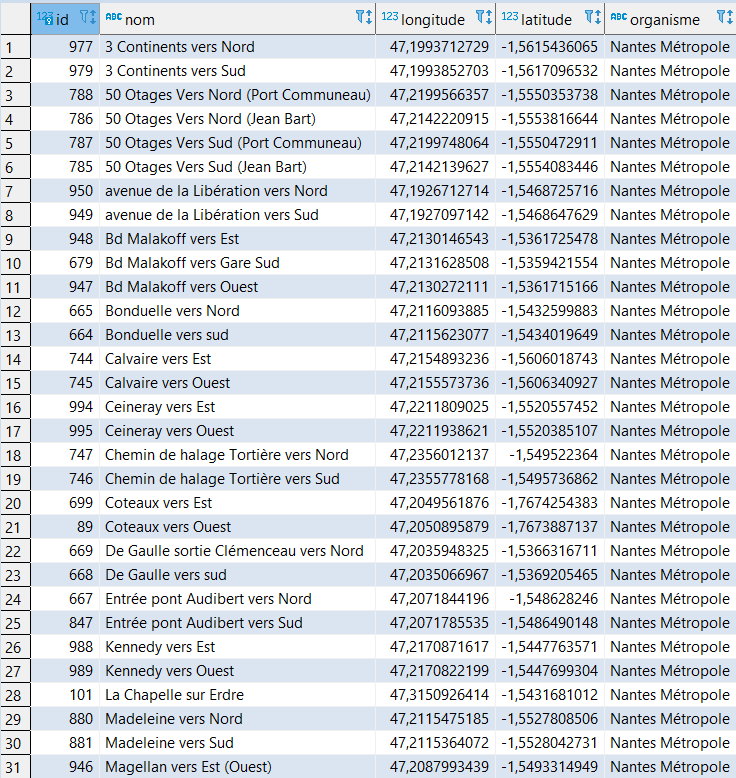 123 id ABC nom 123 longitude 123 latitude ABC organisme
1 977 3 Continents vers Nord 47,1993712729 -1,5615436065 Nantes Métropole
2 979 3 Continents vers Sud 47,1993852703 -1,5617096532 Nantes Métropole
3 788 50 Otages Vers Nord (Port Communeau) 47,2199566357 -1,5550353738 Nantes Métropole
4 786 50 Otages Vers Nord (Jean Bart) 47,2142220915 -1,5553816644 Nantes Métropole
5 787 50 Otages Vers Sud (Port Communeau) 47,2199748064 -1,5550472911 Nantes Métropole
6 785 50 Otages Vers Sud (Jean Bart) 47,2142139627 -1,5554083446 Nantes Métropole
7 950 avenue de la Libération vers Nord 47,1926712714 -1,5468725716 Nantes Métropole
8 949 avenue de la Libération vers Sud 47,1927097142 -1,5468647629 Nantes Métropole
9 948 Bd Malakoff vers Est 47,2130146543 -1,5361725478 Nantes Métropole
10 679 Bd Malakoff vers Gare Sud 47,2131628508 -1,5359421554 Nantes Métropole
11 947 Bd Malakoff vers Ouest 47,2130272111 -1,5361715166 Nantes Métropole
12 665 Bonduelle vers Nord 47,2116093885 -1,5432599883 Nantes Métropole
13 664 Bonduelle vers sud 47,2115623077 -1,5434019649 Nantes Métropole
14 744 Calvaire vers Est 47,2154893236 -1,5606018743 Nantes Métropole
15 745 Calvaire vers Ouest 47,2155573736 -1,5606340927 Nantes Métropole
16 994 Ceineray vers Est 47,2211809025 -1,5520557452 Nantes Métropole
17 995 Ceineray vers Ouest 47,2211938621 -1,5520385107 Nantes Métropole
18 747 Chemin de halage Tortière vers Nord 47,2356012137 -1,549522364 Nantes Métropole
19 746 Chemin de halage Tortière vers Sud 47,2355778168 -1,5495736862 Nantes Métropole
20 699 Coteaux vers Est 47,2049561876 -1,7674254383 Nantes Métropole
21 89 Coteaux vers Ouest 47,2050895879 -1,7673887137 Nantes Métropole
22 669 De Gaulle sortie Clémenceau vers Nord 47,2035948325 -1,5366316711 Nantes Métropole
23 668 De Gaulle vers sud 47,2035066967 -1,5369205465 Nantes Métropole
24 667 Entrée pont Audibert vers Nord 47,2071844196 -1,548628246 Nantes Métropole
25 847 Entrée pont Audibert vers Sud 47,2071785535 -1,5486490148 Nantes Métropole
26 988 Kennedy vers Est 47,2170871617 -1,5447763571 Nantes Métropole
27 989 Kennedy vers Ouest 47,2170822199 -1,5447699304 Nantes Métropole
28 101 La Chapelle sur Erdre 47,3150926414 -1,5431681012 Nantes Métropole
29 880 Madeleine vers Nord 47,2115475185 -1,5527808506 Nantes Métropole
30 881 Madeleine vers Sud 47,2115364072 -1,5528042731 Nantes Métropole
31 946 Magellan vers Est (Ouest) 47,2087993439 -1,5493314949 Nantes Métropole